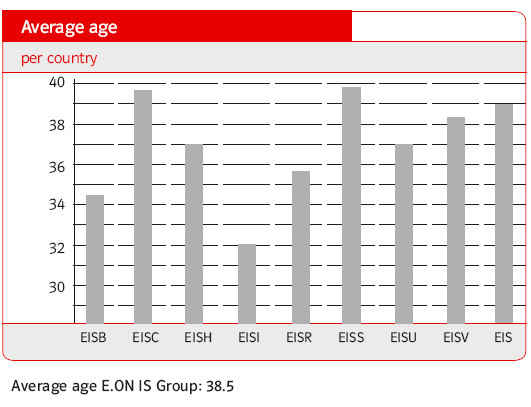 Average age
per country
40
38
36
34
32
30
EISB EISC EISH EISI EISR EISS EISU EISV EIS
Average age E.ON IS Group: 38.5